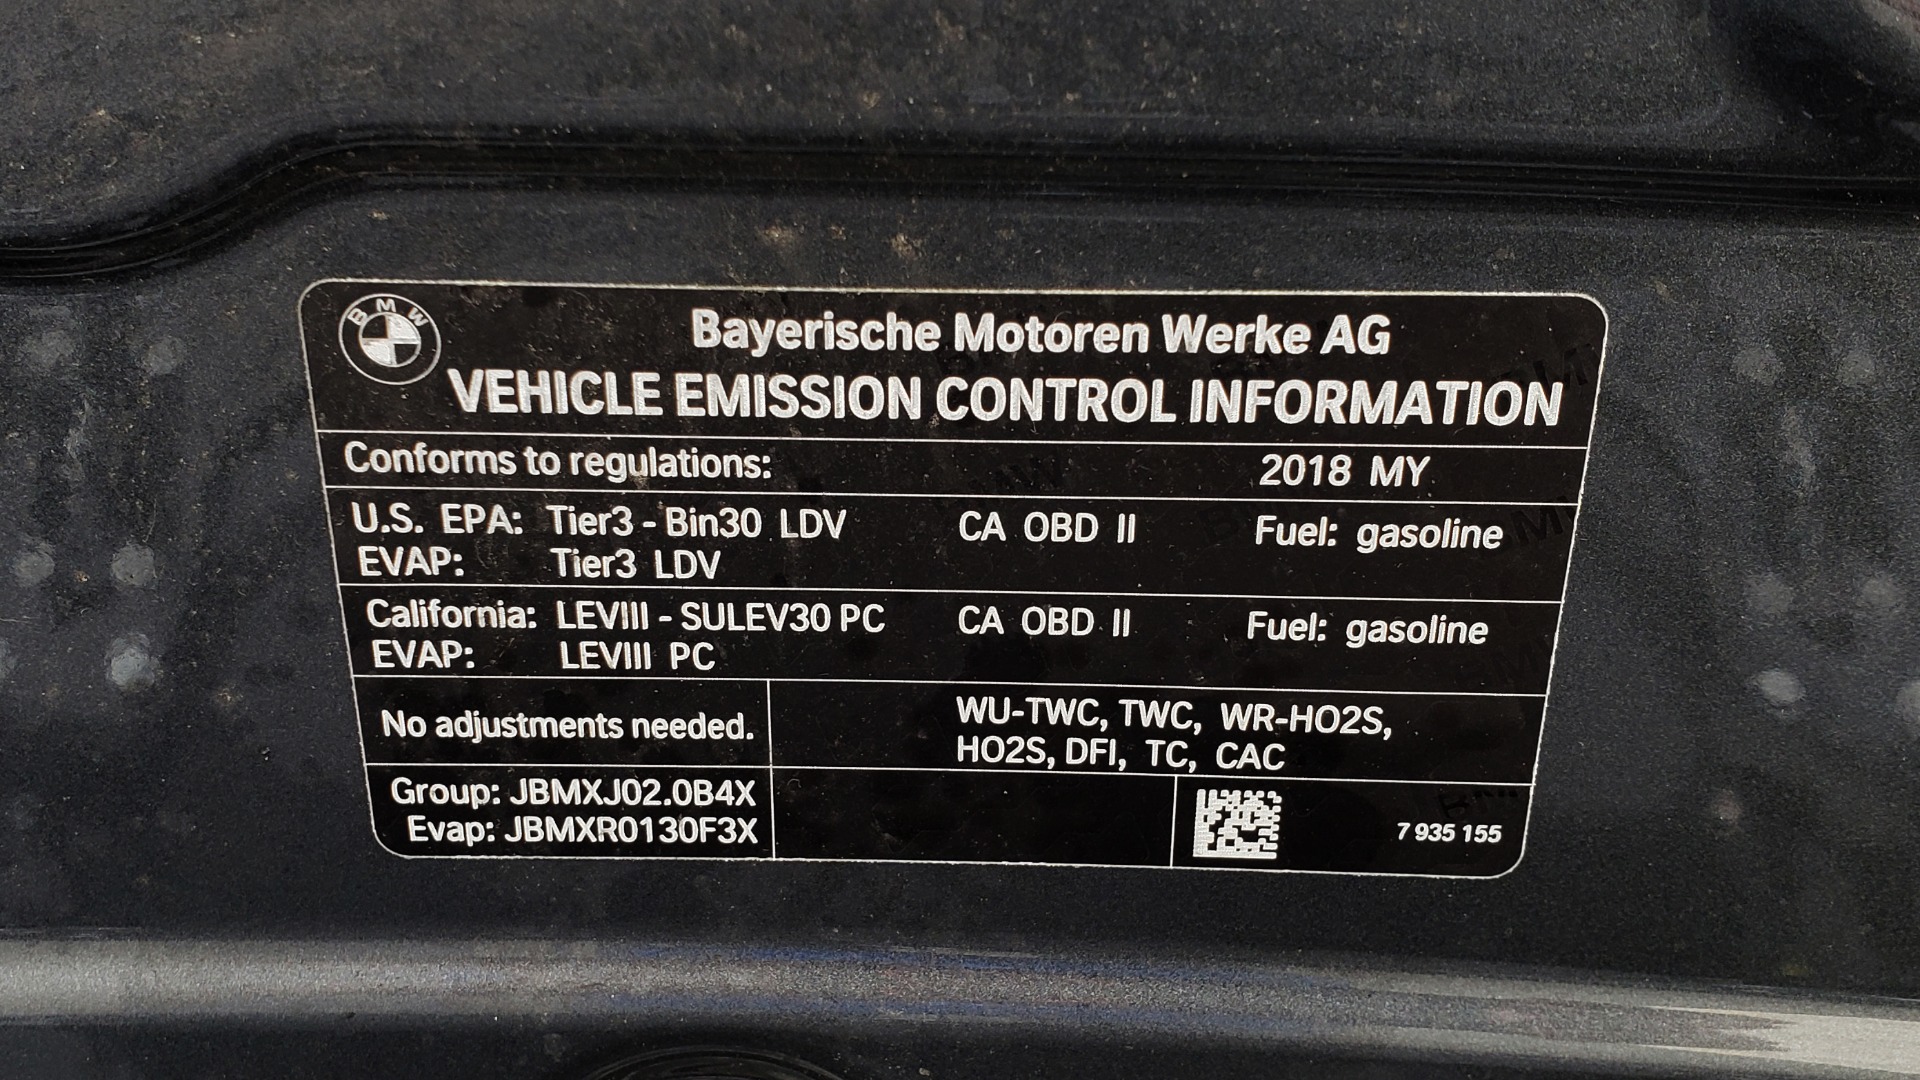 BMW
Bayerische Motoren Werke AG
VEHICLE EMISSION CONTROL INFORMATION
Conforms to regulations: 2018 MY
U.S. EPA: Tier3 - Bin30 LDV CA OBD II Fuel: gasoline
EVAP: Tier3 LDV
California: LEVIII - SULEV30 PC CA OBD II Fuel: gasoline
EVAP: LEVIII PC
No adjustments needed.
WU-TWC, TWC, WR-HO2S,
HO2S, DFI, TC, CAC
Group: JBMXJ02.0B4X
Evap: JBMXR0130F3X
7 935 155